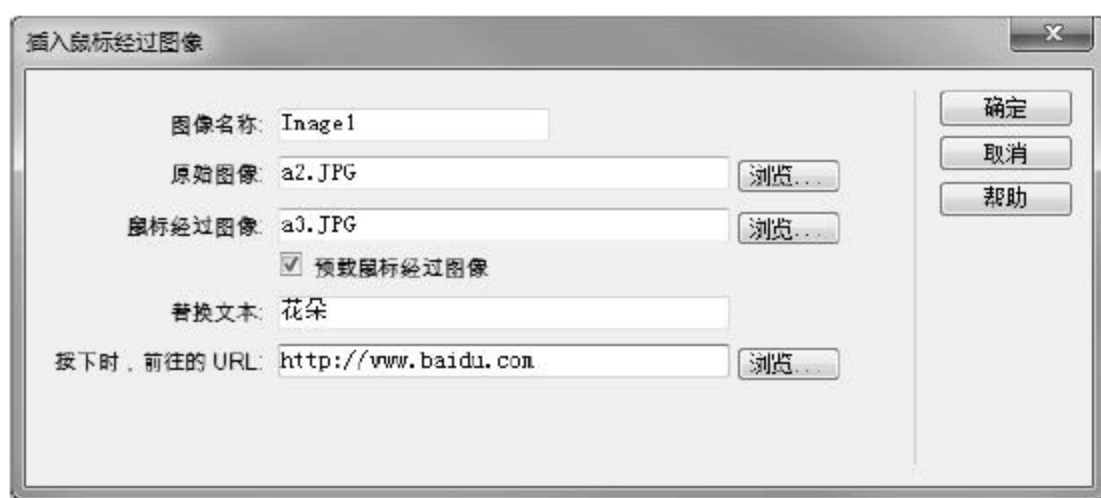 插入鼠标经过图像
图像名称: Image1
原始图像: a2.JPG 浏览...
鼠标经过图像: a3.JPG 浏览...
预载鼠标经过图像
替换文本: 花朵
按下时，前往的 URL: http://www.baidu.com 浏览...
确定
取消
帮助